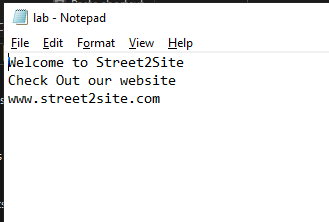 lab - Notepad
File Edit Format View Help
Welcome to Street2Site
Check Out our website
www.street2site.com